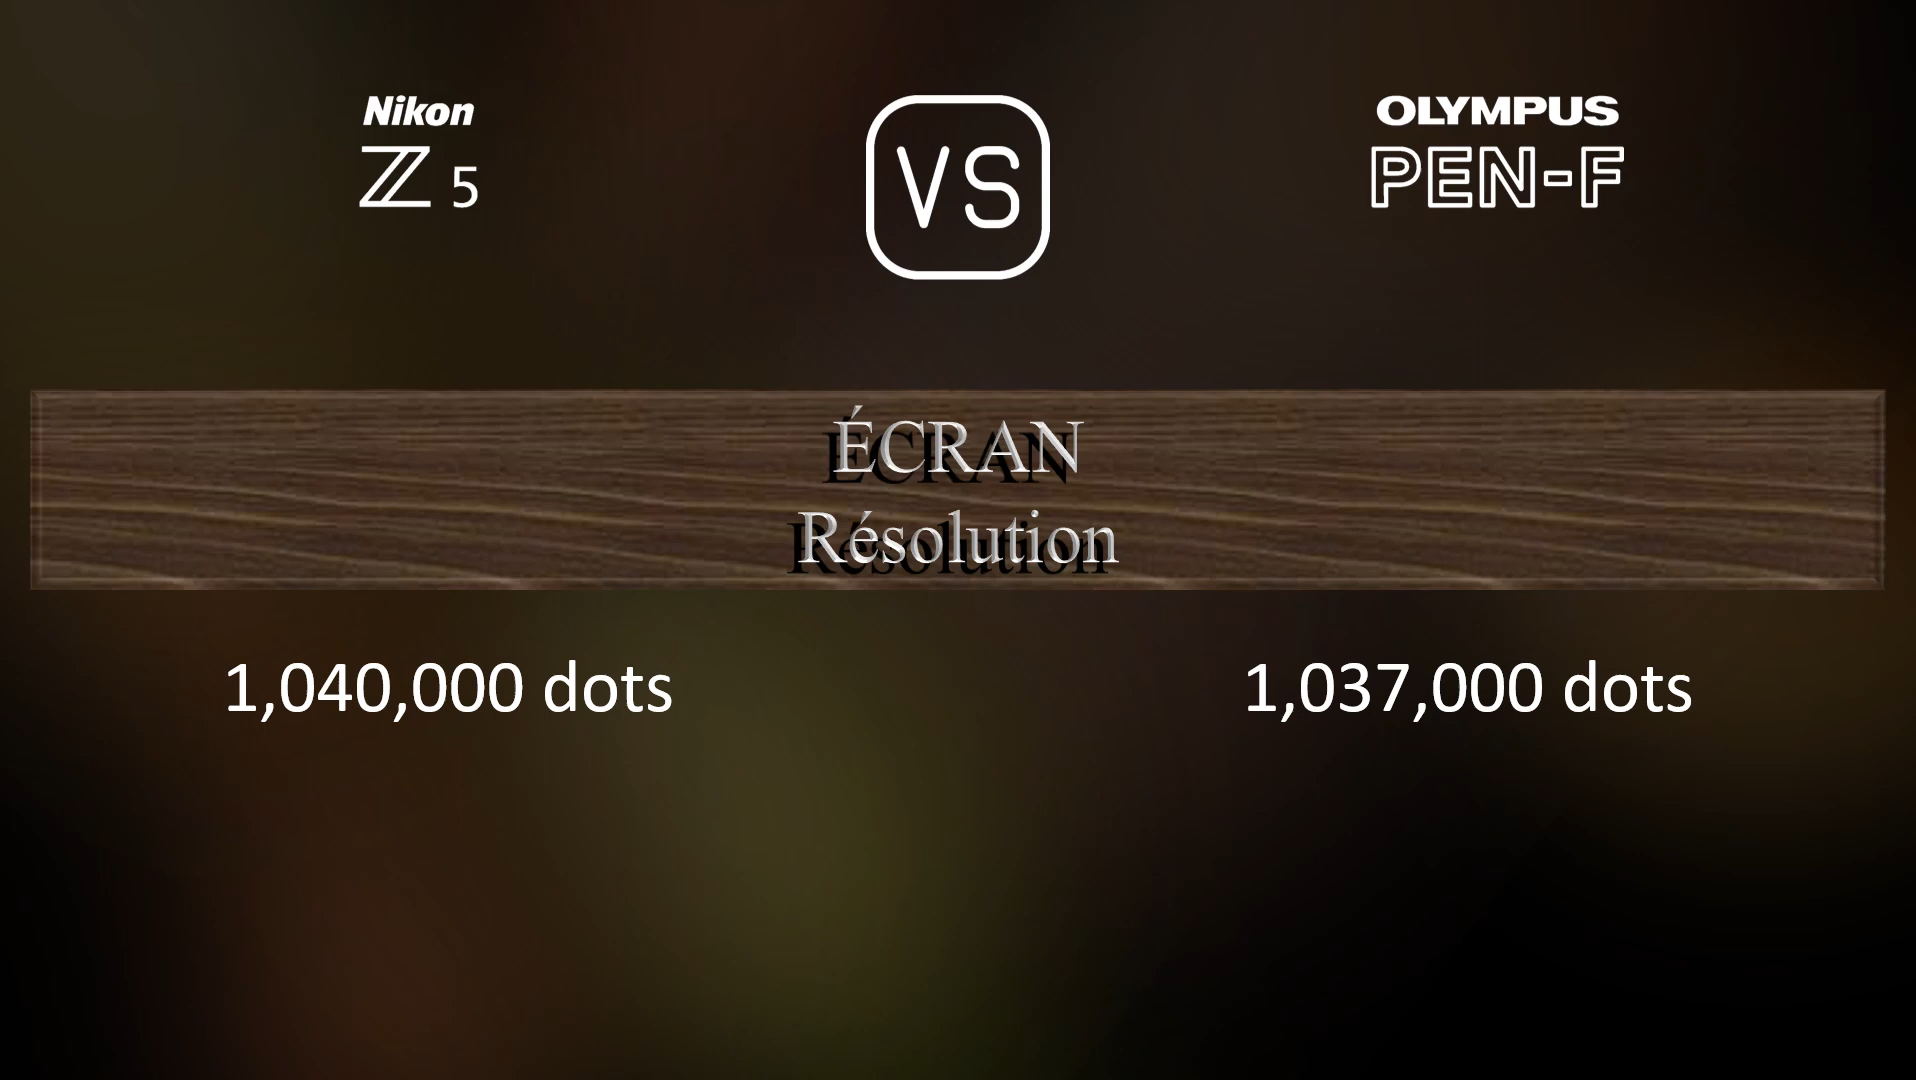 Nikon
Z 5
VS
OLYMPUS
PEN-F
ÉCRAN
Résolution
1,040,000 dots
1,037,000 dots